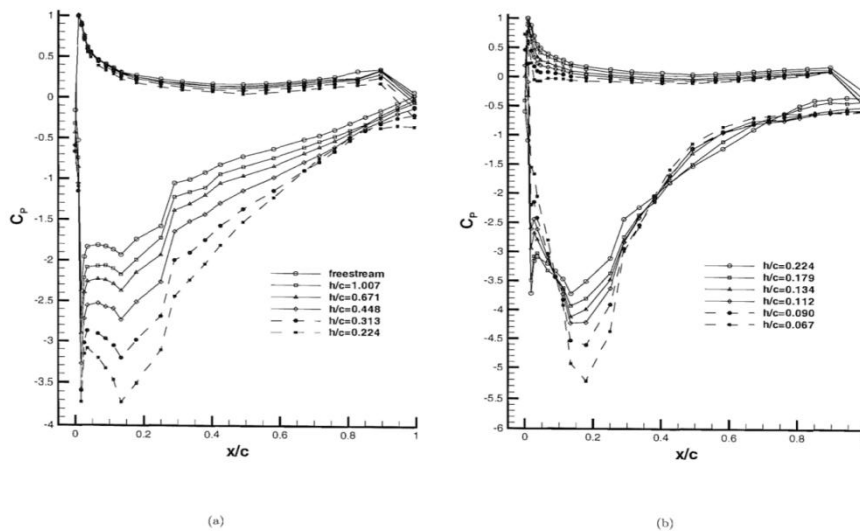 1
0.5
0
-0.5
-1
-1.5
-2
-2.5
-3
-3.5
-4
Cp
0
0.2
0.4
0.6
0.8
1
x/c
freestream
h/c=1.007
h/c=0.671
h/c=0.448
h/c=0.313
h/c=0.224
(a)
1
0.5
0
-0.5
-1
-1.5
-2
-2.5
-3
-3.5
-4
-4.5
-5
-5.5
-6
Cp
0
0.2
0.4
0.6
0.8
x/c
h/c=0.224
h/c=0.179
h/c=0.134
h/c=0.112
h/c=0.090
h/c=0.067
(b)